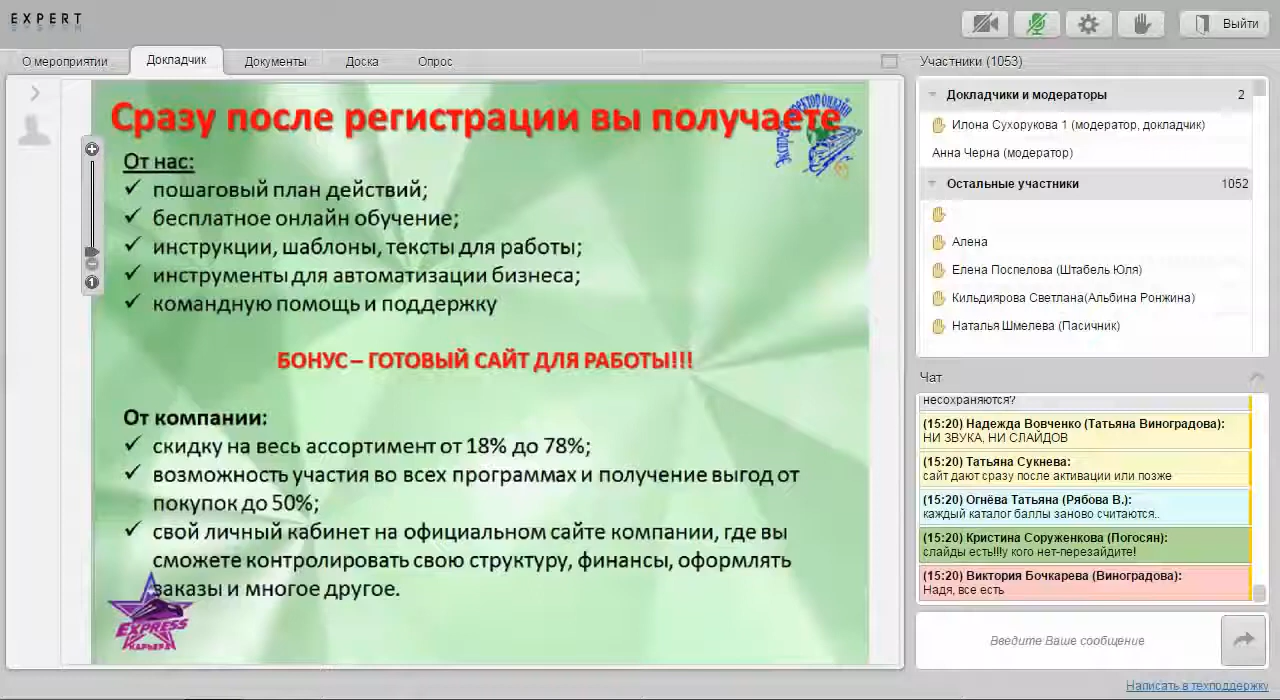 EXPERT
Выйти
О мероприятии
Докладчик
Документы
Доска
Опрос
Сразу после регистрации вы получаете
От нас:
✓ пошаговый план действий;
✓ бесплатное онлайн обучение;
✓ инструкции, шаблоны, тексты для работы;
✓ инструменты для автоматизации бизнеса;
✓ командную помощь и поддержку
БОНУС – ГОТОВЫЙ САЙТ ДЛЯ РАБОТЫ!!!
От компании:
✓ скидку на весь ассортимент от 18% до 78%;
✓ возможность участия во всех программах и получение выгод от
покупок до 50%;
✓ свой личный кабинет на официальном сайте компании, где вы
сможете контролировать свою структуру, финансы, оформлять
заказы и многое другое.
EXPRESS
КАРЬЕРА
Участники (1053)
Докладчики и модераторы 2
Илона Сухорукова 1 (модератор, докладчик)
Анна Черна (модератор)
Остальные участники 1052
Алена
Елена Поспелова (Штабель Юля)
Кильдиярова Светлана(Альбина Ронжина)
Наталья Шмелева (Пасичник)
Чат
несохраняются?
(15:20) Надежда Вовченко (Татьяна Виноградова):
НИ ЗВУКА, НИ СЛАЙДОВ
(15:20) Татьяна Сукнева:
сайт дают сразу после активации или позже
(15:20) Огнёва Татьяна (Рябова В.):
каждый каталог баллы заново считаются..
(15:20) Кристина Соруженкова (Погосян):
слайды есть!!!у кого нет-перезайдите!
(15:20) Виктория Бочкарева (Виноградова):
Надя, все есть
Введите Ваше сообщение
Написать в техподдержку